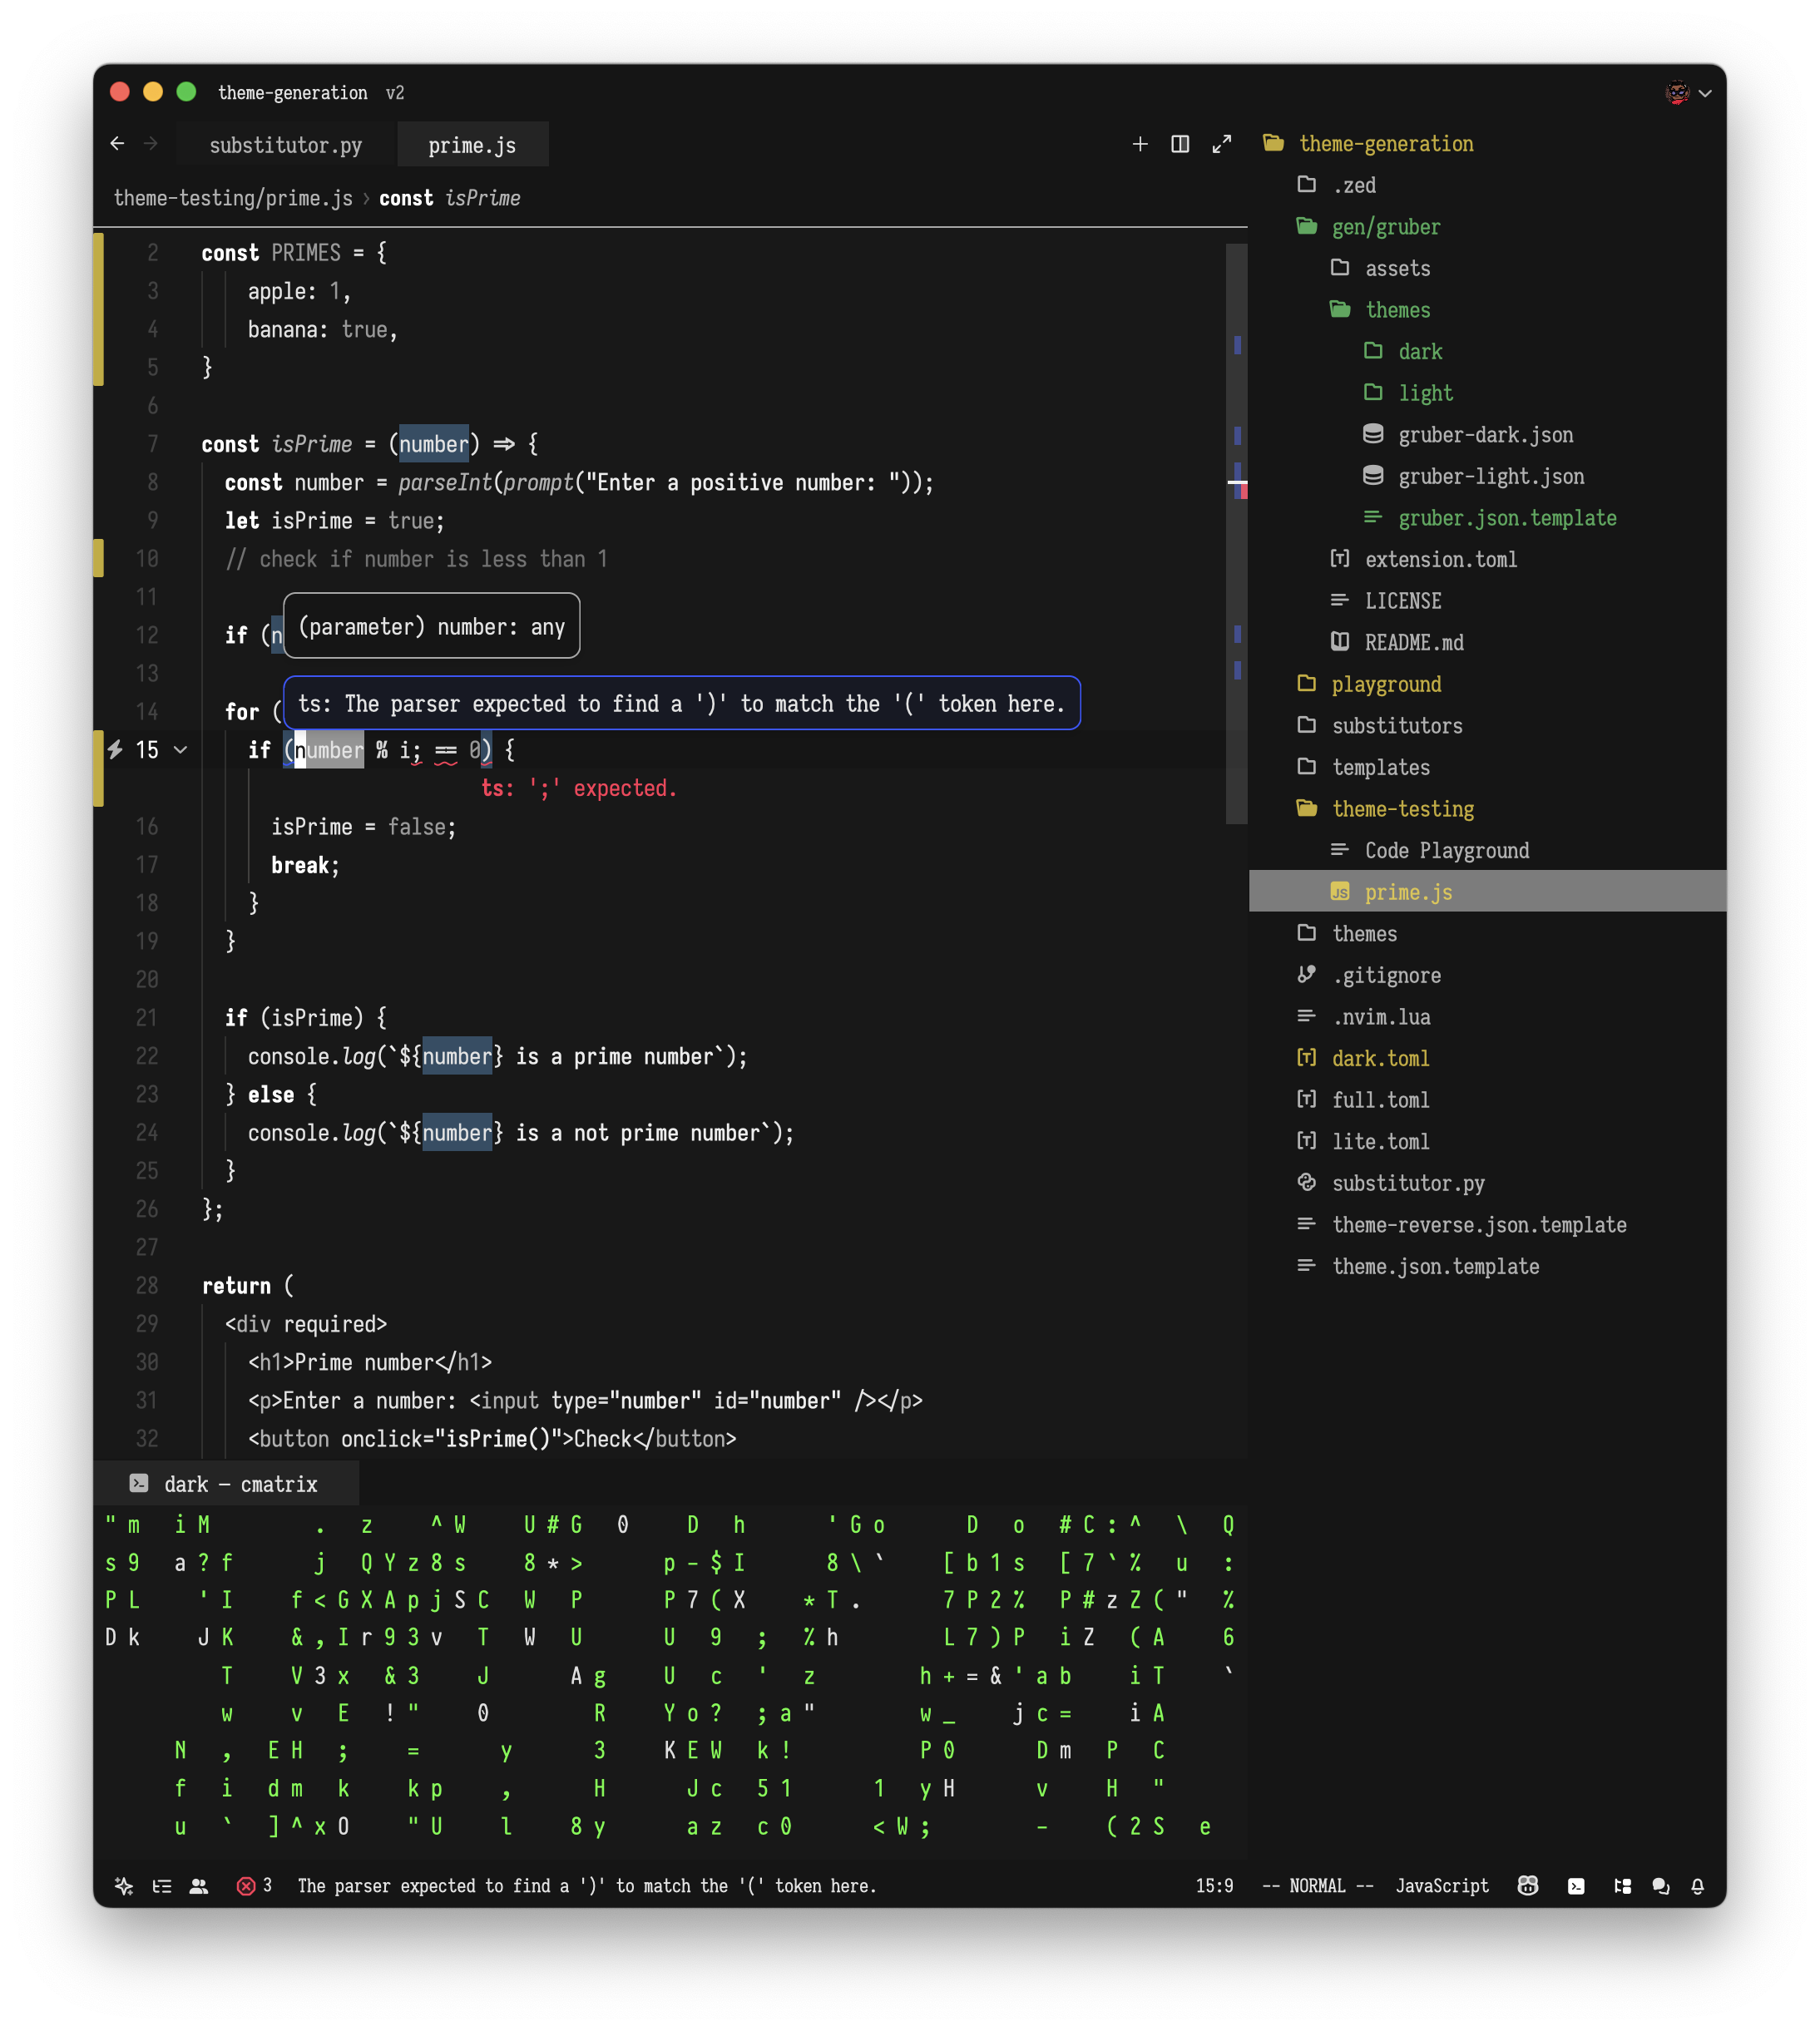 theme-generation v2
substitutor.py
prime.js
theme-testing/prime.js › const isPrime
2 const PRIMES = {
3 apple: 1,
4 banana: true,
5 }
6
7 const isPrime = (number) => {
8 const number = parseInt(prompt("Enter a positive number: "));
9 let isPrime = true;
10 // check if number is less than 1
11
(parameter) number: any
12 if (n
13
ts: The parser expected to find a ')' to match the '(' token here.
14 for (
15 if (number % i; == 0) {
ts: ';' expected.
16 isPrime = false;
17 break;
18 }
19 }
20
21 if (isPrime) {
22 console.log(`${number} is a prime number`);
23 } else {
24 console.log(`${number} is a not prime number`);
25 }
26 };
27
28 return (
29 <div required>
30 <h1>Prime number</h1>
31 <p>Enter a number: <input type="number" id="number" /></p>
32 <button onclick="isPrime()">Check</button>
theme-generation
.zed
gen/gruber
assets
themes
dark
light
gruber-dark.json
gruber-light.json
gruber.json.template
extension.toml
LICENSE
README.md
playground
substitutors
templates
theme-testing
Code Playground
JS prime.js
themes
.gitignore
.nvim.lua
dark.toml
full.toml
lite.toml
substitutor.py
theme-reverse.json.template
theme.json.template
dark — cmatrix
" m i M . z ^ W U # G 0 D h ' G o D o # C : ^ \ Q
s 9 a ? f j Q Y z 8 s 8 * > p - $ I 8 \ ` [ b 1 s [ 7 ` % u :
P L ' I f < G X A p j S C W P P 7 ( X * T . 7 P 2 % P # z Z ( " %
D k J K & , I r 9 3 v T W U U 9 ; % h L 7 ) P i Z ( A 6
T V 3 x & 3 J A g U c ' z h + = & ' a b i T `
w v E ! " 0 R Y o ? ; a " w _ j c = i A
N , E H ; = y 3 K E W k ! P 0 D m P C
f i d m k k p , H J c 5 1 1 y H v H "
u ` ] ^ x O " U l 8 y a z c 0 < W ; - ( 2 S e
3 The parser expected to find a ')' to match the '(' token here. 15:9 -- NORMAL -- JavaScript